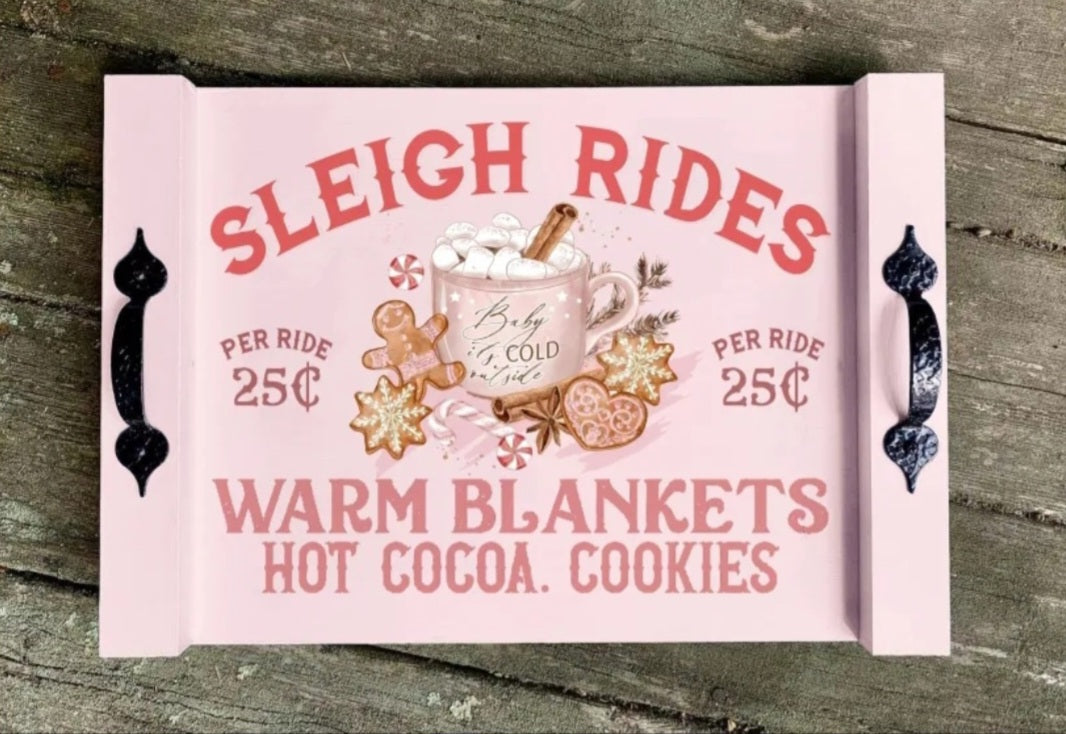 SLEIGH RIDES
Baby
it's COLD
outside
PER RIDE
25¢
PER RIDE
25¢
WARM BLANKETS
HOT COCOA. COOKIES